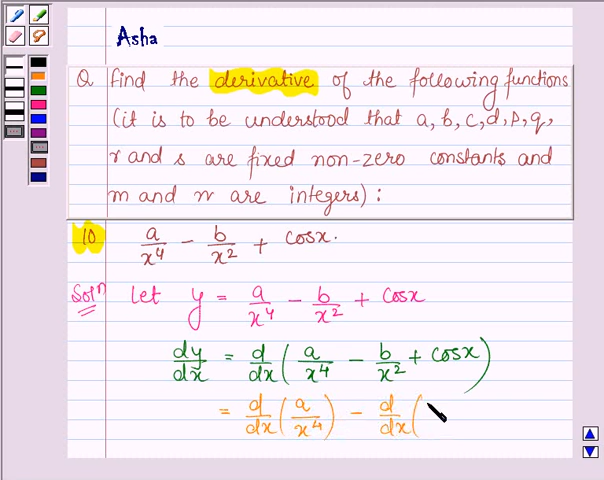 Asha
Q find the derivative of the following functions
(it is to be understood that a, b, c, d, p, q,
r and s are fixed non-zero constants and
m and n are integers) :
10 a/x⁴ - b/x² + cosx.
Solⁿ let y = a/x⁴ - b/x² + cosx
dy/dx = d/dx ( a/x⁴ - b/x² + cosx )
= d/dx ( a/x⁴ ) - d/dx (